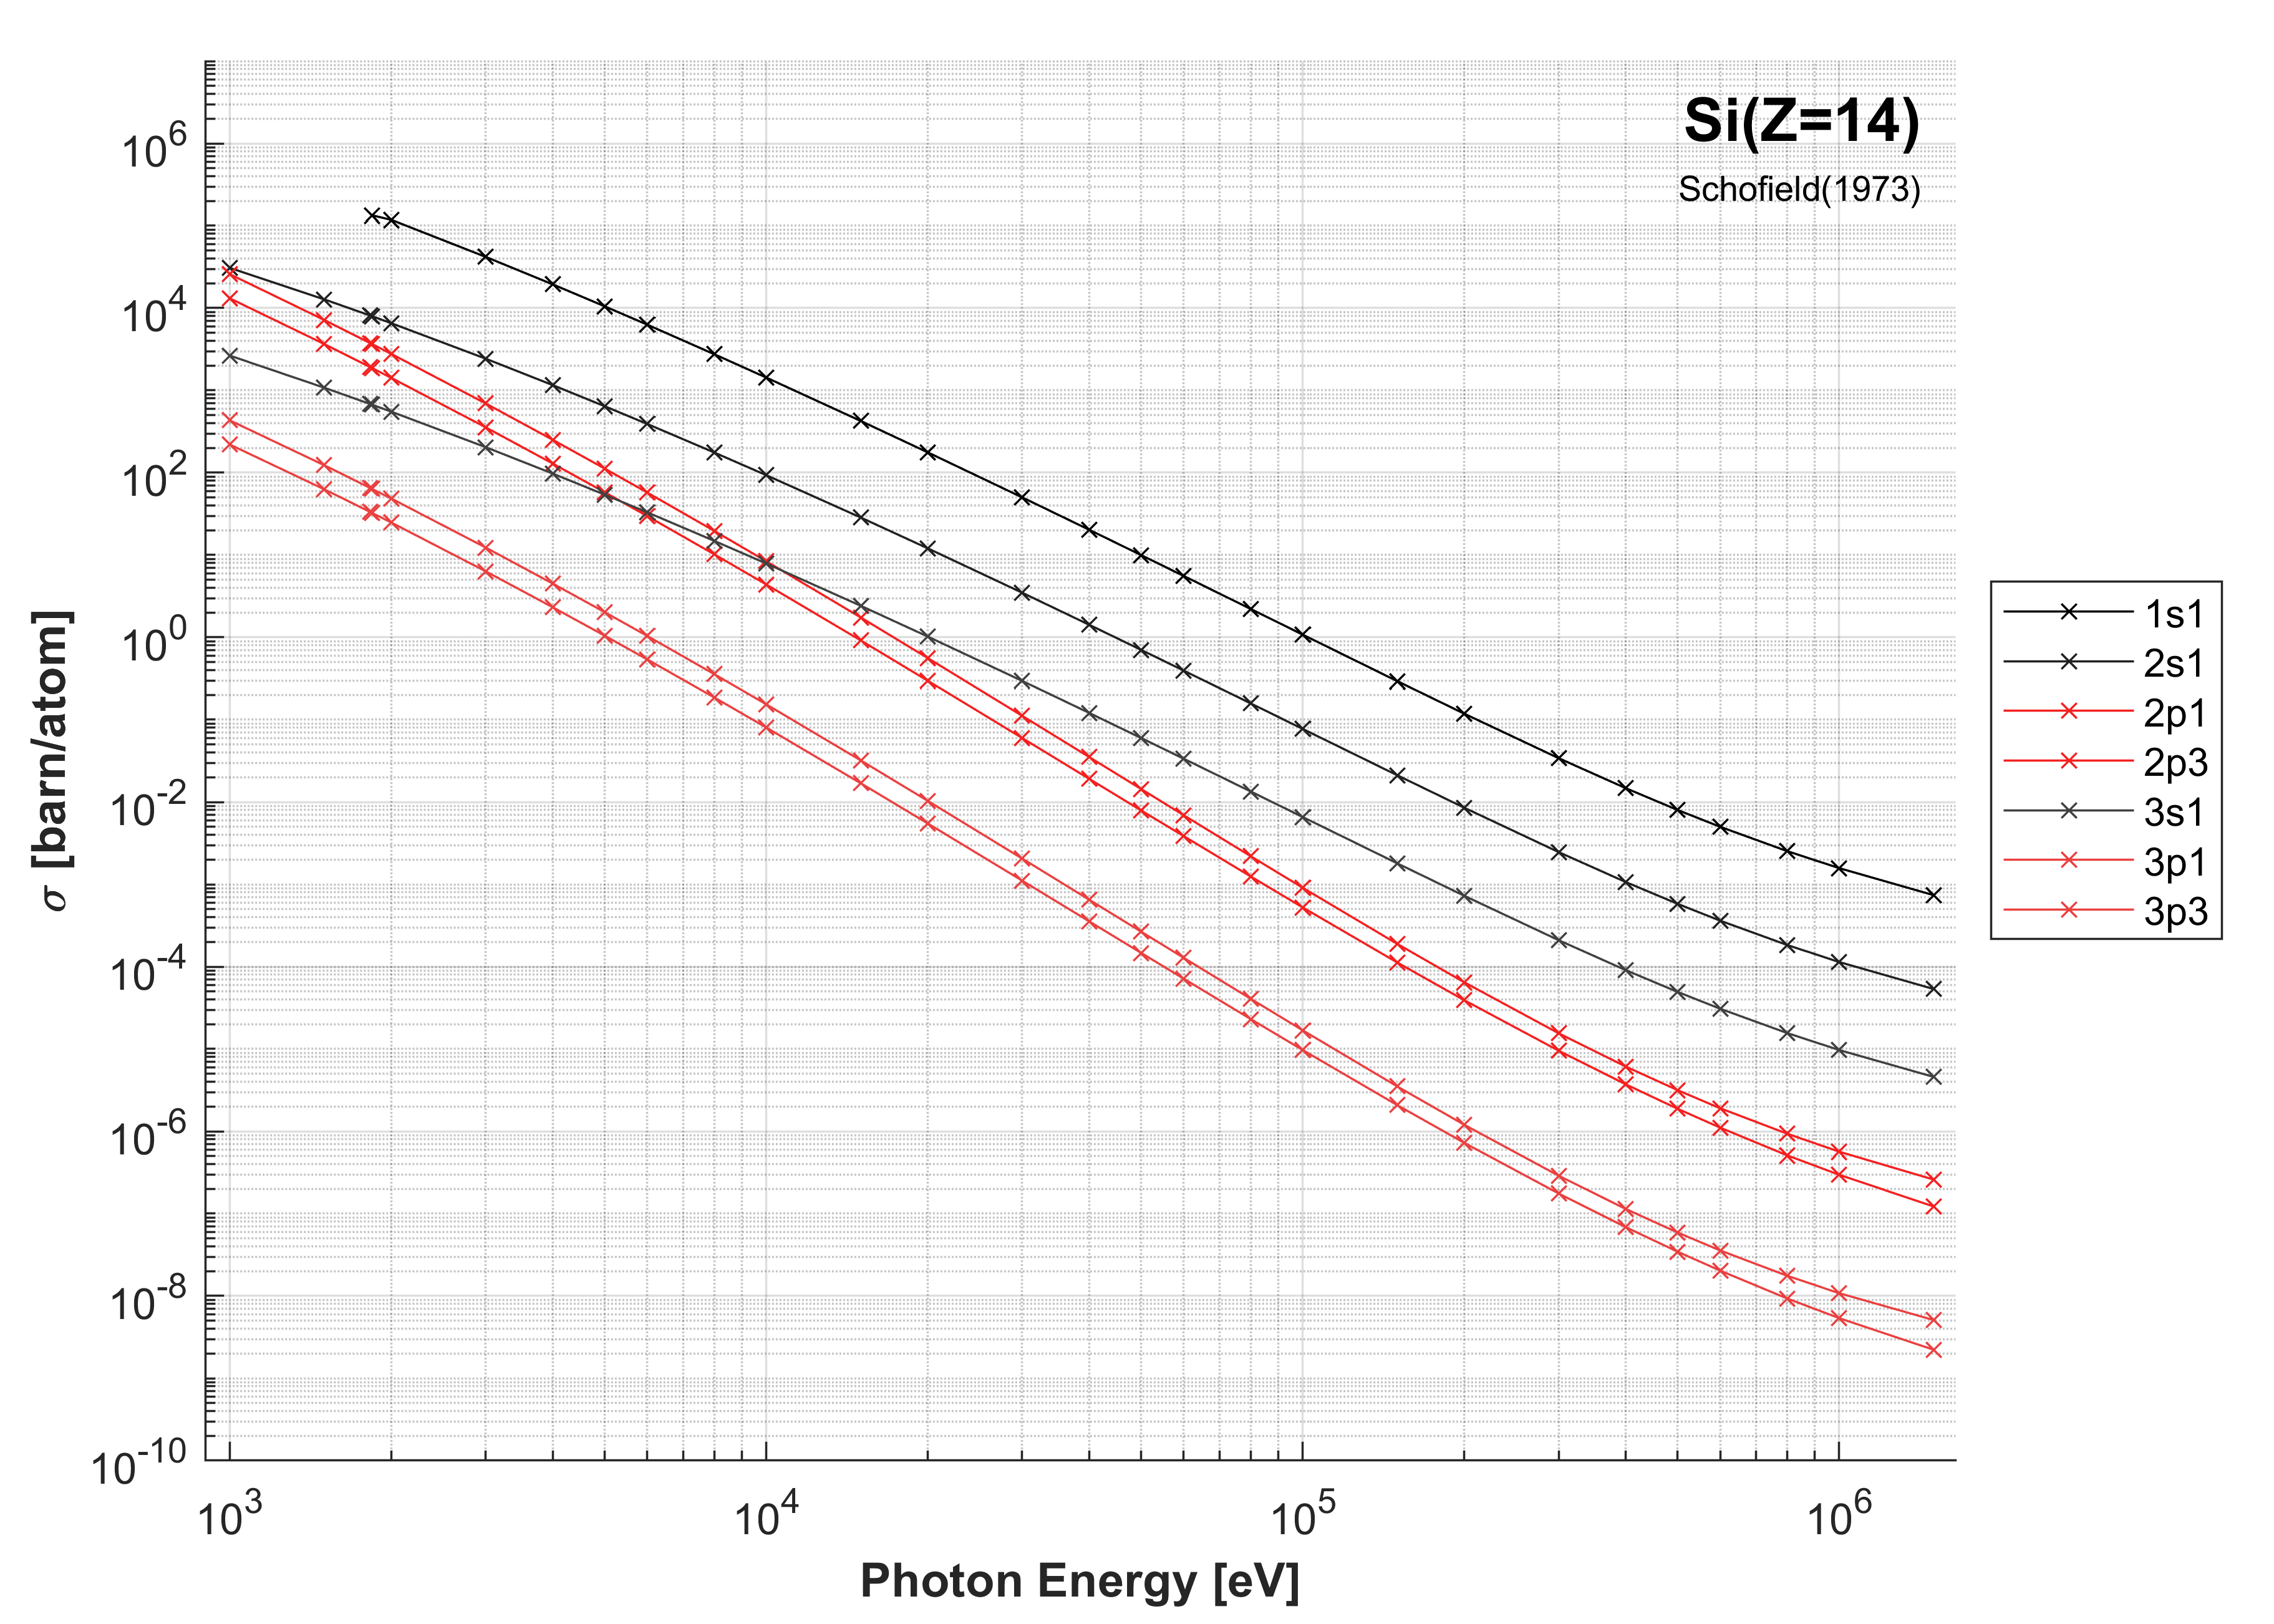 Si(Z=14)
Schofield(1973)
10^6
10^4
10^2
10^0
10^-2
10^-4
10^-6
10^-8
10^-10
σ [barn/atom]
10^3
10^4
10^5
10^6
Photon Energy [eV]
1s1
2s1
2p1
2p3
3s1
3p1
3p3